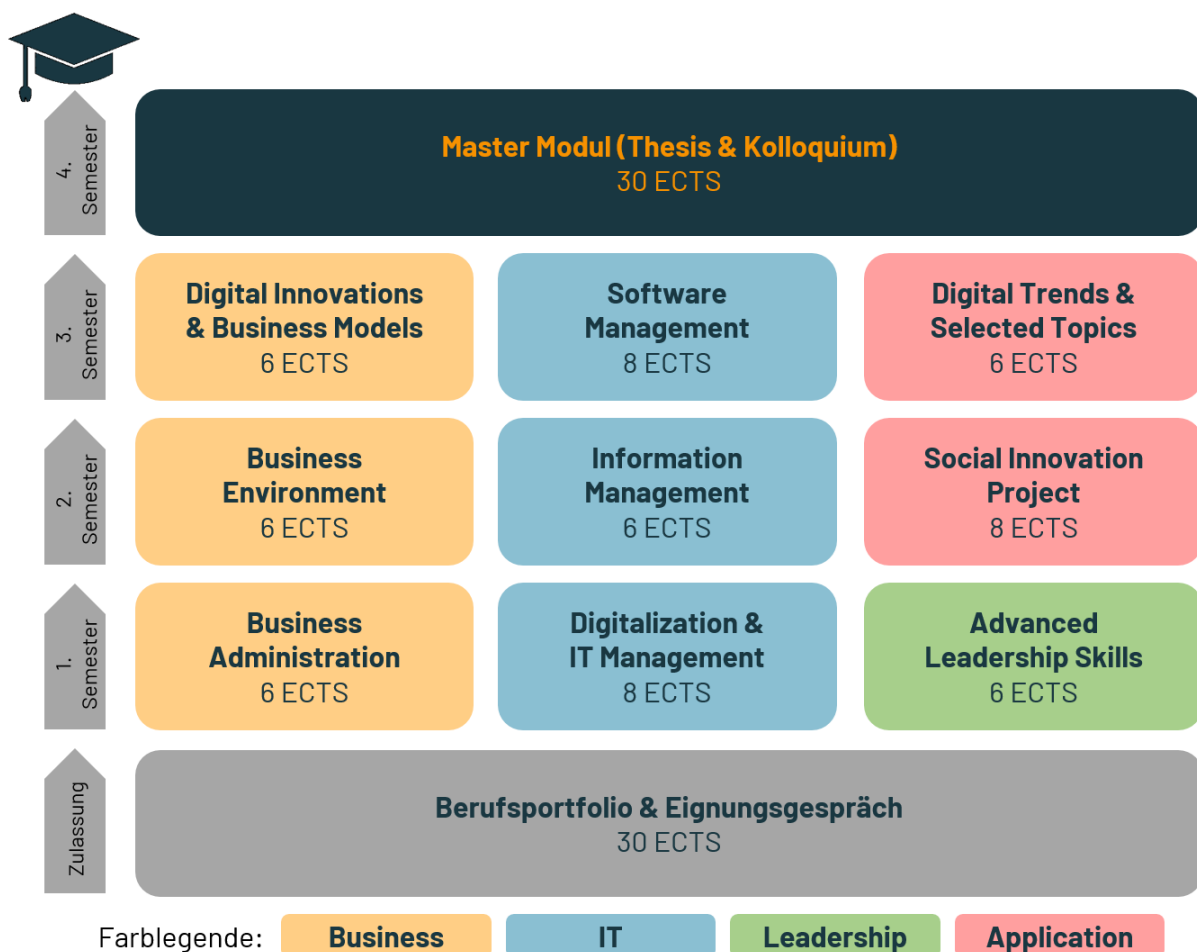 4.
Semester
Master Modul (Thesis & Kolloquium)
30 ECTS
3.
Semester
Digital Innovations
& Business Models
6 ECTS
Software
Management
8 ECTS
Digital Trends &
Selected Topics
6 ECTS
2.
Semester
Business
Environment
6 ECTS
Information
Management
6 ECTS
Social Innovation
Project
8 ECTS
1.
Semester
Business
Administration
6 ECTS
Digitalization &
IT Management
8 ECTS
Advanced
Leadership Skills
6 ECTS
Zulassung
Berufsportfolio & Eignungsgespräch
30 ECTS
Farblegende:
Business
IT
Leadership
Application